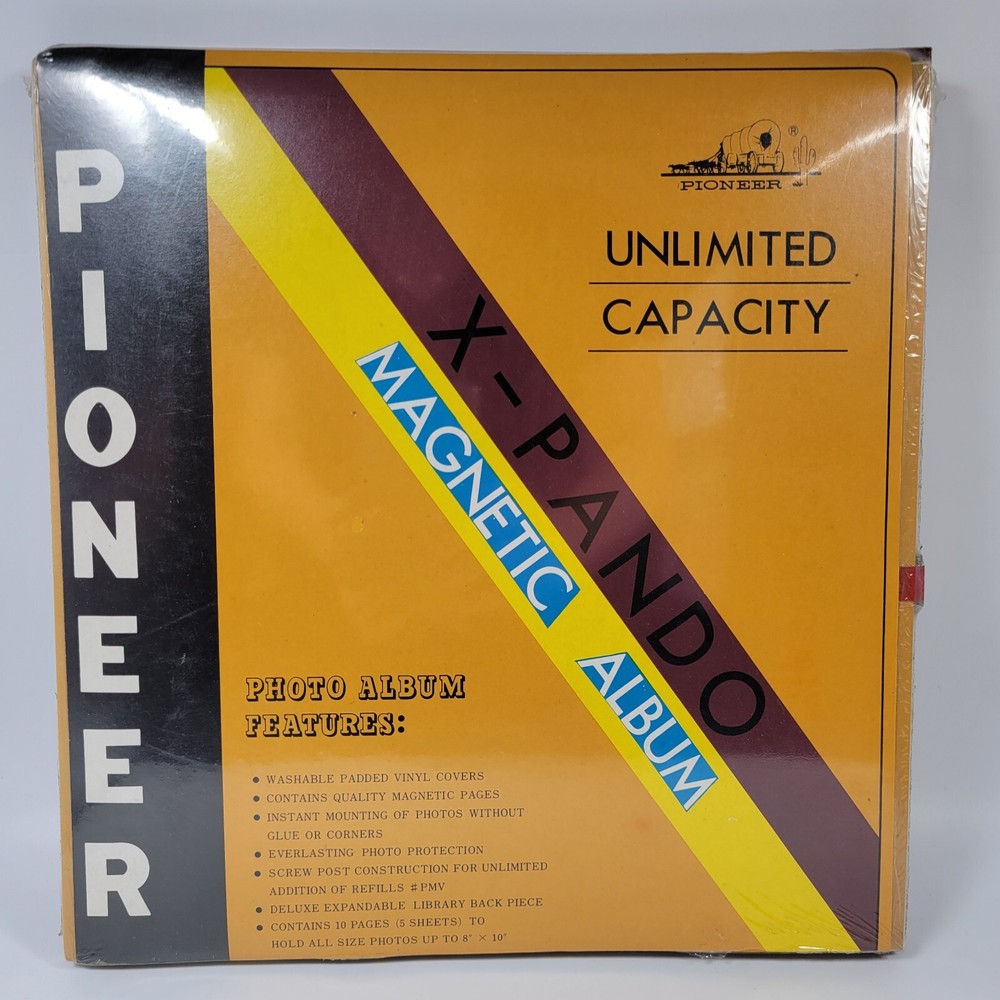 PIONEER
®
PIONEER
UNLIMITED
CAPACITY
X-PANDO
MAGNETIC ALBUM
PHOTO ALBUM
FEATURES:
• WASHABLE PADDED VINYL COVERS
• CONTAINS QUALITY MAGNETIC PAGES
• INSTANT MOUNTING OF PHOTOS WITHOUT
GLUE OR CORNERS
• EVERLASTING PHOTO PROTECTION
• SCREW POST CONSTRUCTION FOR UNLIMITED
ADDITION OF REFILLS #PMV
• DELUXE EXPANDABLE LIBRARY BACK PIECE
• CONTAINS 10 PAGES (5 SHEETS) TO
HOLD ALL SIZE PHOTOS UP TO 8" × 10"